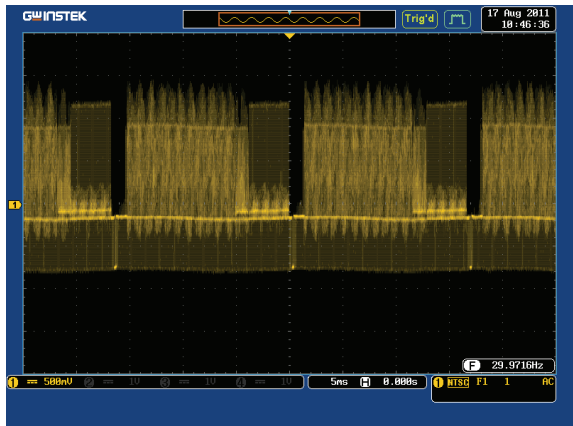 GWINSTEK
Trig'd
17 Aug 2011
10:46:36
1
F 29.9716Hz
1 500mV 2 1V 3 1V 4 1V 5ms H 0.000s 1 NTSC F1 1 AC